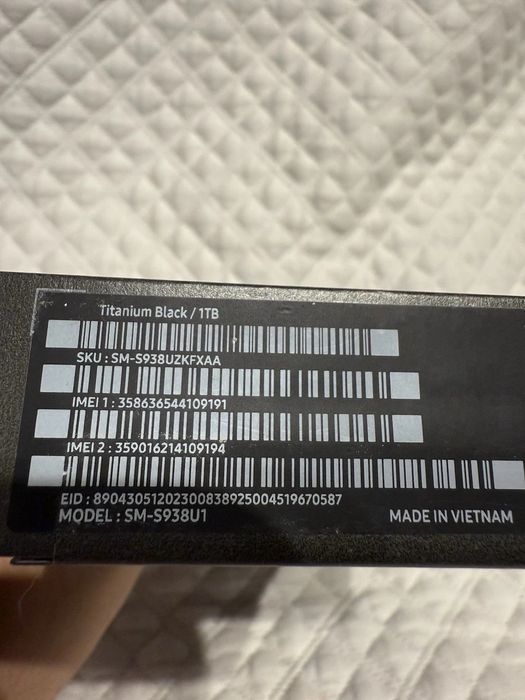 Titanium Black / 1TB
SKU : SM-S938UZKFXAA
IMEI 1 : 358636544109191
IMEI 2 : 359016214109194
EID : 89043051202300838925004519670587
MODEL : SM-S938U1
MADE IN VIETNAM